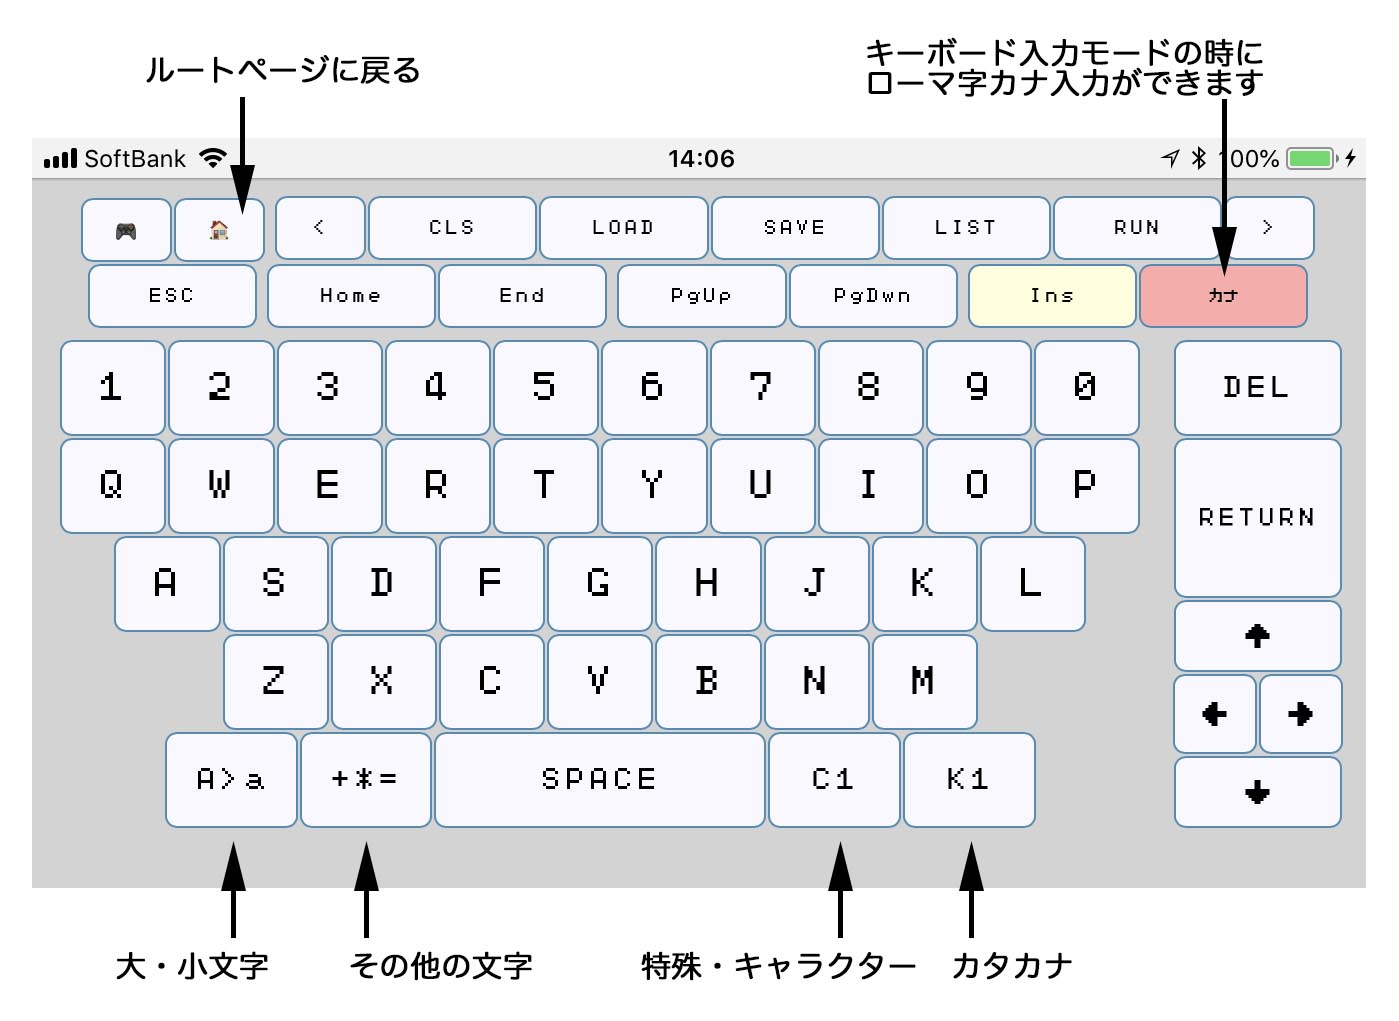 ルートページに戻る
キーボード入力モードの時に
ローマ字カナ入力ができます
SoftBank 14:06 100%
< CLS LOAD SAVE LIST RUN >
ESC Home End PgUp PgDwn Ins カナ
1 2 3 4 5 6 7 8 9 0 DEL
Q W E R T Y U I O P
RETURN
A S D F G H J K L
Z X C V B N M
A>a +*= SPACE C1 K1
大・小文字 その他の文字 特殊・キャラクター カタカナ